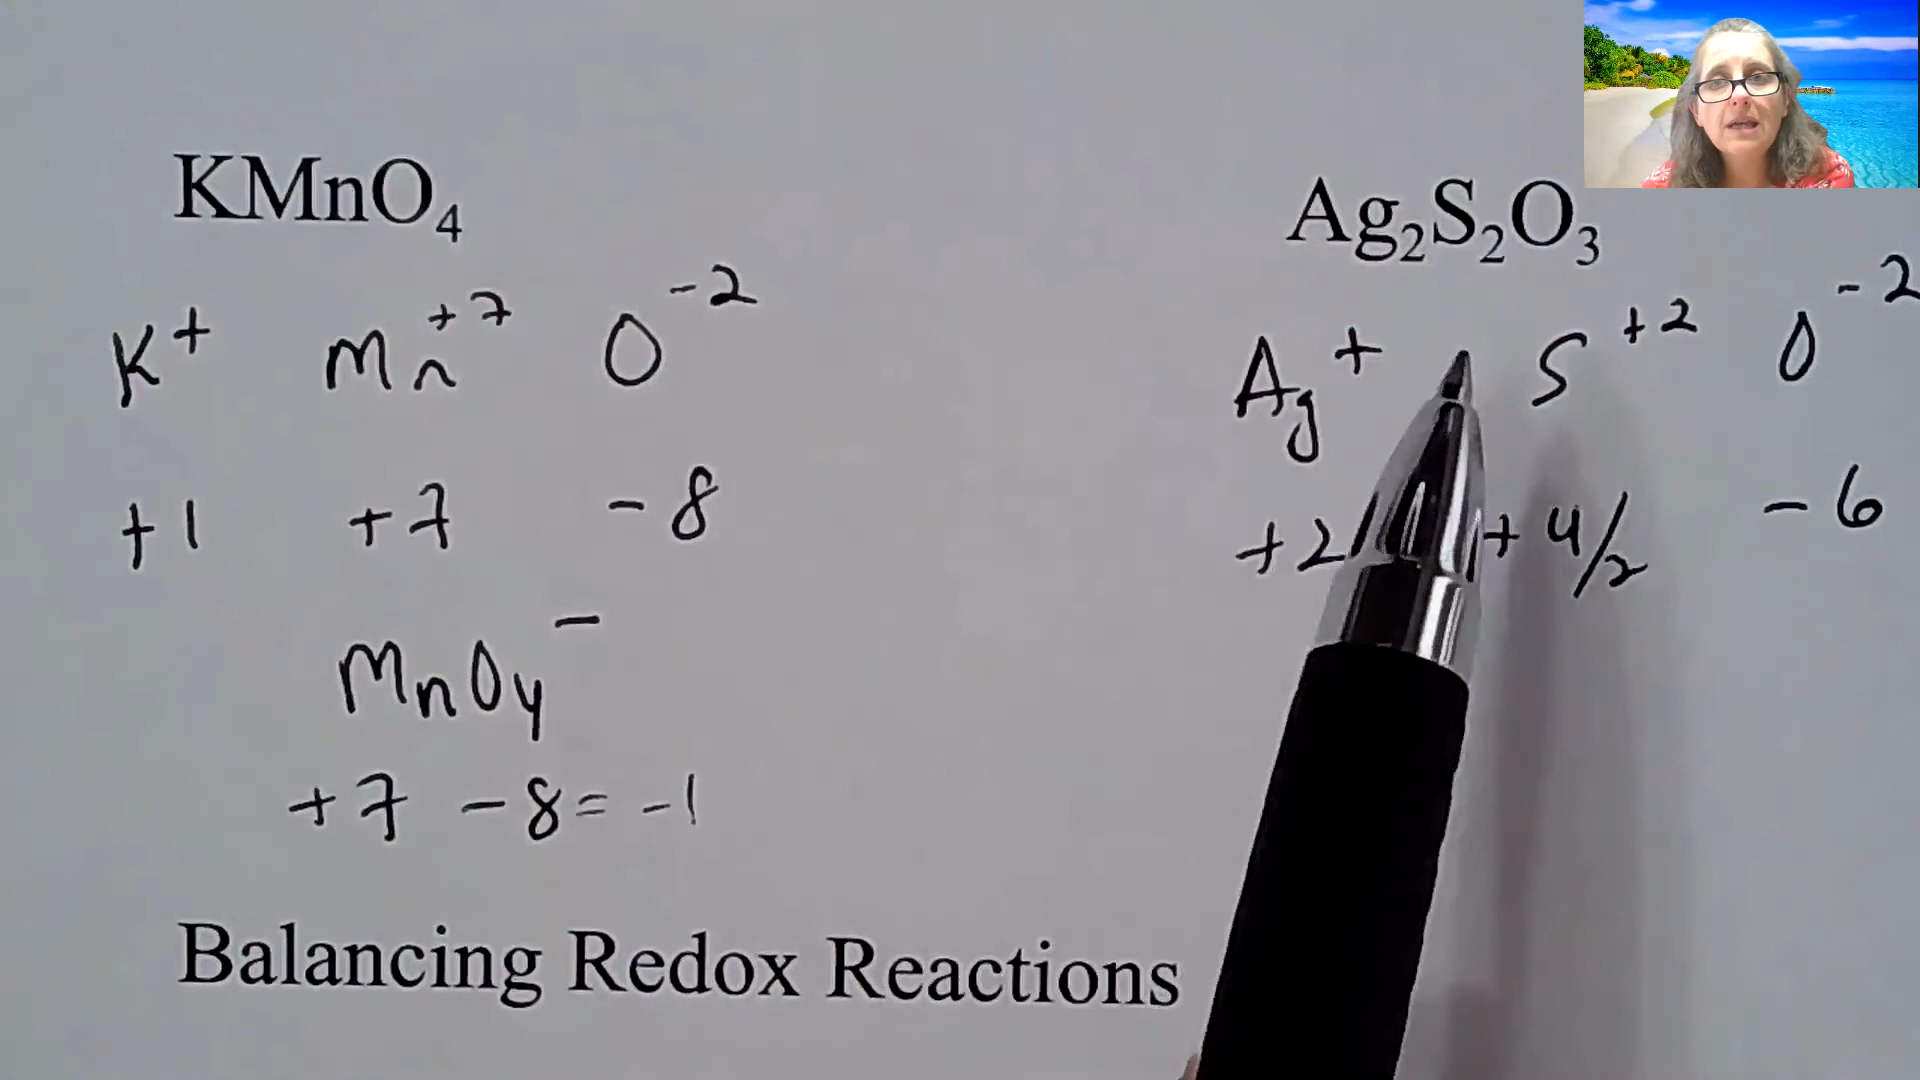 KMnO₄
K⁺ Mn⁺⁷ O⁻²
+1 +7 -8
MnO₄⁻
+7 -8 = -1
Ag₂S₂O₃
Ag⁺ S⁺² O⁻²
+2 +4/2 -6
Balancing Redox Reactions